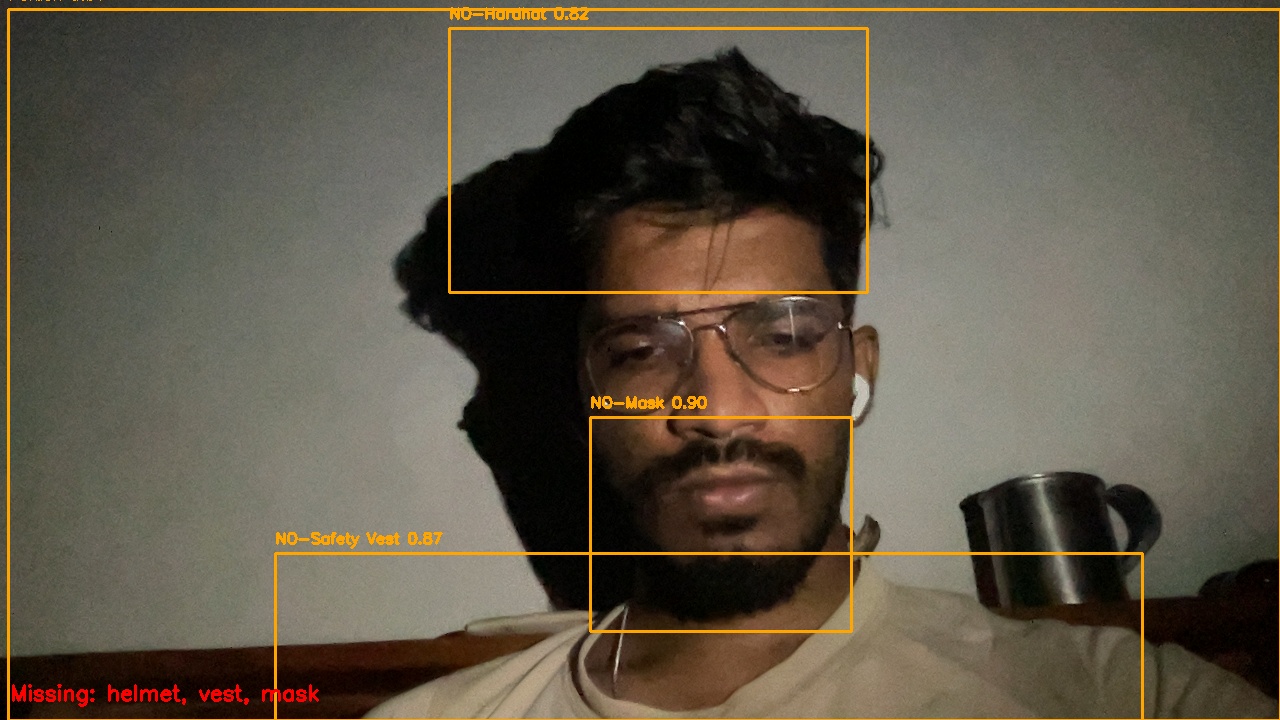 NO-Hardhat 0.82
NO-Mask 0.90
NO-Safety Vest 0.87
Missing: helmet, vest, mask